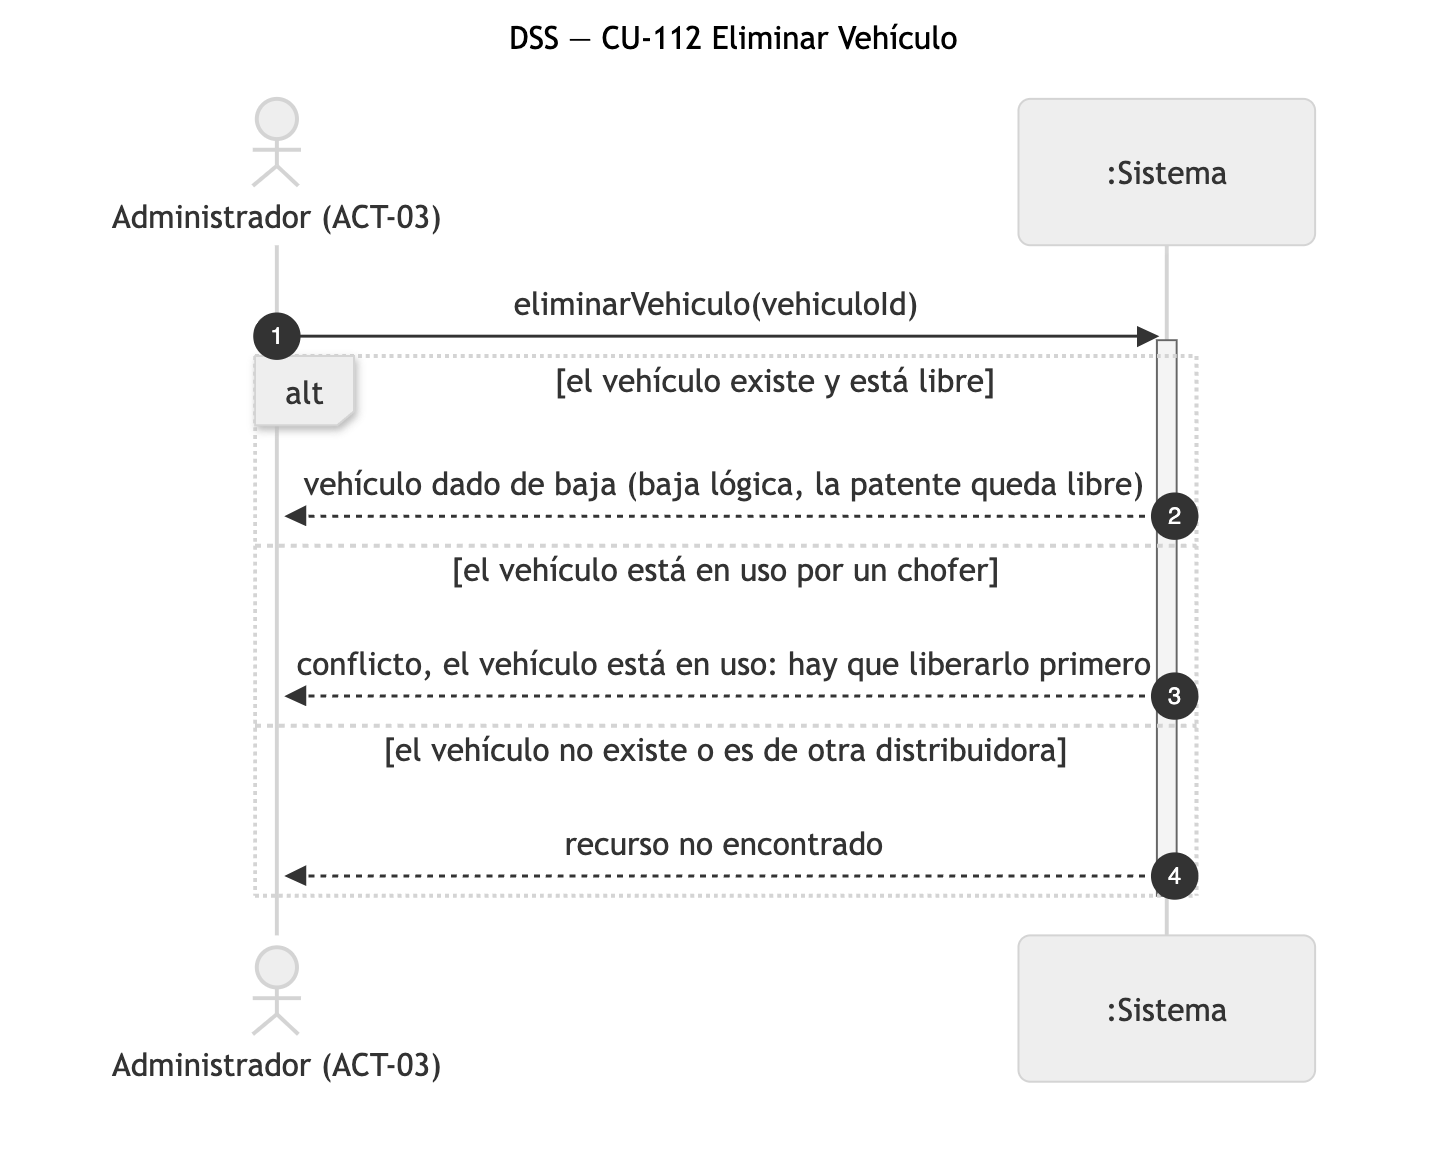 DSS — CU-112 Eliminar Vehículo
:Sistema
Administrador (ACT-03)
eliminarVehiculo(vehiculoId)
1
alt
[el vehículo existe y está libre]
vehículo dado de baja (baja lógica, la patente queda libre)
2
[el vehículo está en uso por un chofer]
conflicto, el vehículo está en uso: hay que liberarlo primero
3
[el vehículo no existe o es de otra distribuidora]
recurso no encontrado
4
:Sistema
Administrador (ACT-03)